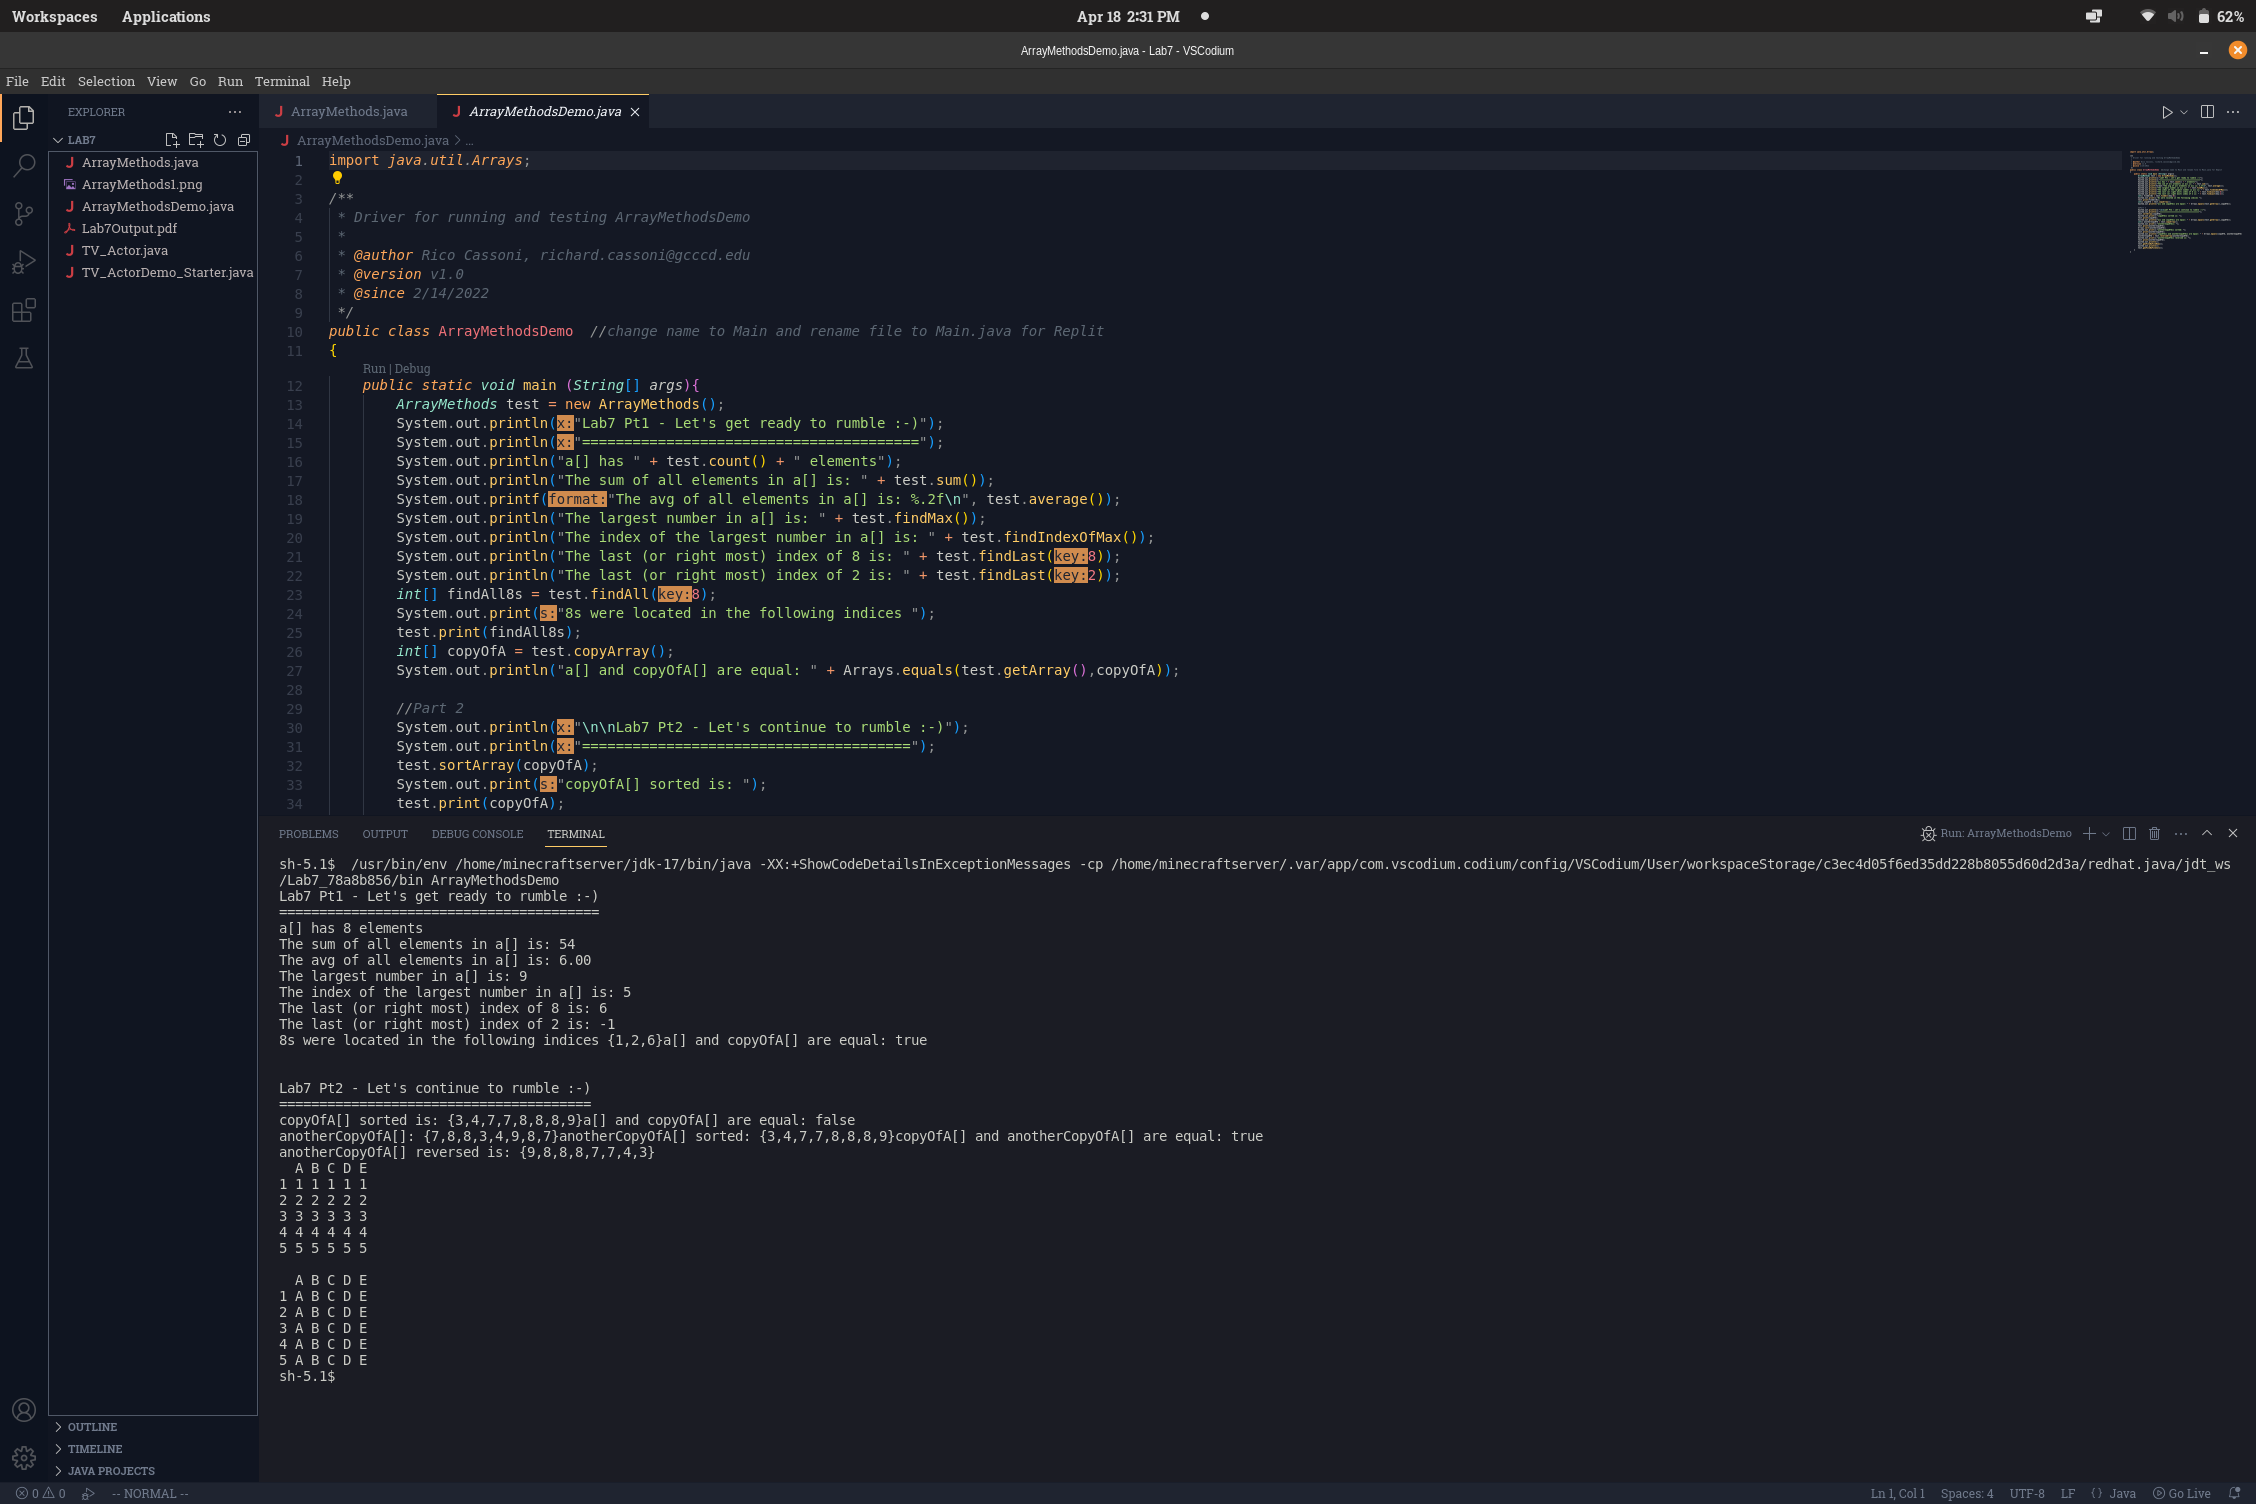 Workspaces Applications Apr 18 2:31 PM 62%
ArrayMethodsDemo.java - Lab7 - VSCodium
File Edit Selection View Go Run Terminal Help
EXPLORER
LAB7
ArrayMethods.java
ArrayMethods1.png
ArrayMethodsDemo.java
Lab7Output.pdf
TV_Actor.java
TV_ActorDemo_Starter.java
OUTLINE
TIMELINE
JAVA PROJECTS
ArrayMethods.java ArrayMethodsDemo.java
ArrayMethodsDemo.java > ...
1 import java.util.Arrays;
2
3 /**
4  * Driver for running and testing ArrayMethodsDemo
5  *
6  * @author Rico Cassoni, richard.cassoni@gcccd.edu
7  * @version v1.0
8  * @since 2/14/2022
9  */
10 public class ArrayMethodsDemo  //change name to Main and rename file to Main.java for Replit
11 {
Run | Debug
12     public static void main (String[] args){
13         ArrayMethods test = new ArrayMethods();
14         System.out.println(x:"Lab7 Pt1 - Let's get ready to rumble :-)");
15         System.out.println(x:"========================================");
16         System.out.println("a[] has " + test.count() + " elements");
17         System.out.println("The sum of all elements in a[] is: " + test.sum());
18         System.out.printf(format:"The avg of all elements in a[] is: %.2f\n", test.average());
19         System.out.println("The largest number in a[] is: " + test.findMax());
20         System.out.println("The index of the largest number in a[] is: " + test.findIndexOfMax());
21         System.out.println("The last (or right most) index of 8 is: " + test.findLast(key:8));
22         System.out.println("The last (or right most) index of 2 is: " + test.findLast(key:2));
23         int[] findAll8s = test.findAll(key:8);
24         System.out.print(s:"8s were located in the following indices ");
25         test.print(findAll8s);
26         int[] copyOfA = test.copyArray();
27         System.out.println("a[] and copyOfA[] are equal: " + Arrays.equals(test.getArray(),copyOfA));
28
29         //Part 2
30         System.out.println(x:"\n\nLab7 Pt2 - Let's continue to rumble :-)");
31         System.out.println(x:"=======================================");
32         test.sortArray(copyOfA);
33         System.out.print(s:"copyOfA[] sorted is: ");
34         test.print(copyOfA);
PROBLEMS OUTPUT DEBUG CONSOLE TERMINAL Run: ArrayMethodsDemo
sh-5.1$  /usr/bin/env /home/minecraftserver/jdk-17/bin/java -XX:+ShowCodeDetailsInExceptionMessages -cp /home/minecraftserver/.var/app/com.vscodium.codium/config/VSCodium/User/workspaceStorage/c3ec4d05f6ed35dd228b8055d60d2d3a/redhat.java/jdt_ws
/Lab7_78a8b856/bin ArrayMethodsDemo
Lab7 Pt1 - Let's get ready to rumble :-)
========================================
a[] has 8 elements
The sum of all elements in a[] is: 54
The avg of all elements in a[] is: 6.00
The largest number in a[] is: 9
The index of the largest number in a[] is: 5
The last (or right most) index of 8 is: 6
The last (or right most) index of 2 is: -1
8s were located in the following indices {1,2,6}a[] and copyOfA[] are equal: true
Lab7 Pt2 - Let's continue to rumble :-)
=======================================
copyOfA[] sorted is: {3,4,7,7,8,8,8,9}a[] and copyOfA[] are equal: false
anotherCopyOfA[]: {7,8,8,3,4,9,8,7}anotherCopyOfA[] sorted: {3,4,7,7,8,8,8,9}copyOfA[] and anotherCopyOfA[] are equal: true
anotherCopyOfA[] reversed is: {9,8,8,8,7,7,4,3}
  A B C D E
1 1 1 1 1 1
2 2 2 2 2 2
3 3 3 3 3 3
4 4 4 4 4 4
5 5 5 5 5 5
  A B C D E
1 A B C D E
2 A B C D E
3 A B C D E
4 A B C D E
5 A B C D E
sh-5.1$
0 0 -- NORMAL -- Ln 1, Col 1 Spaces: 4 UTF-8 LF {} Java Go Live